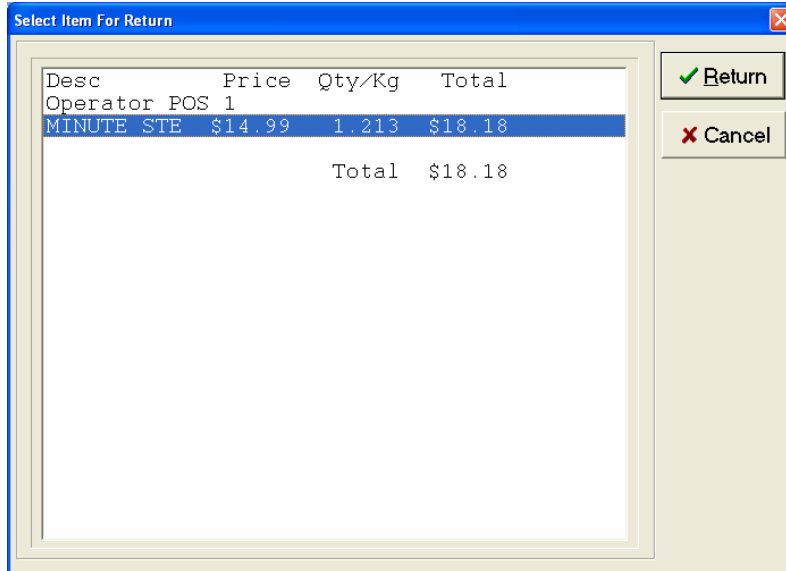 Select Item For Return
Desc Price Qty/Kg Total
Operator POS 1
MINUTE STE $14.99 1.213 $18.18
Total $18.18
Return
Cancel